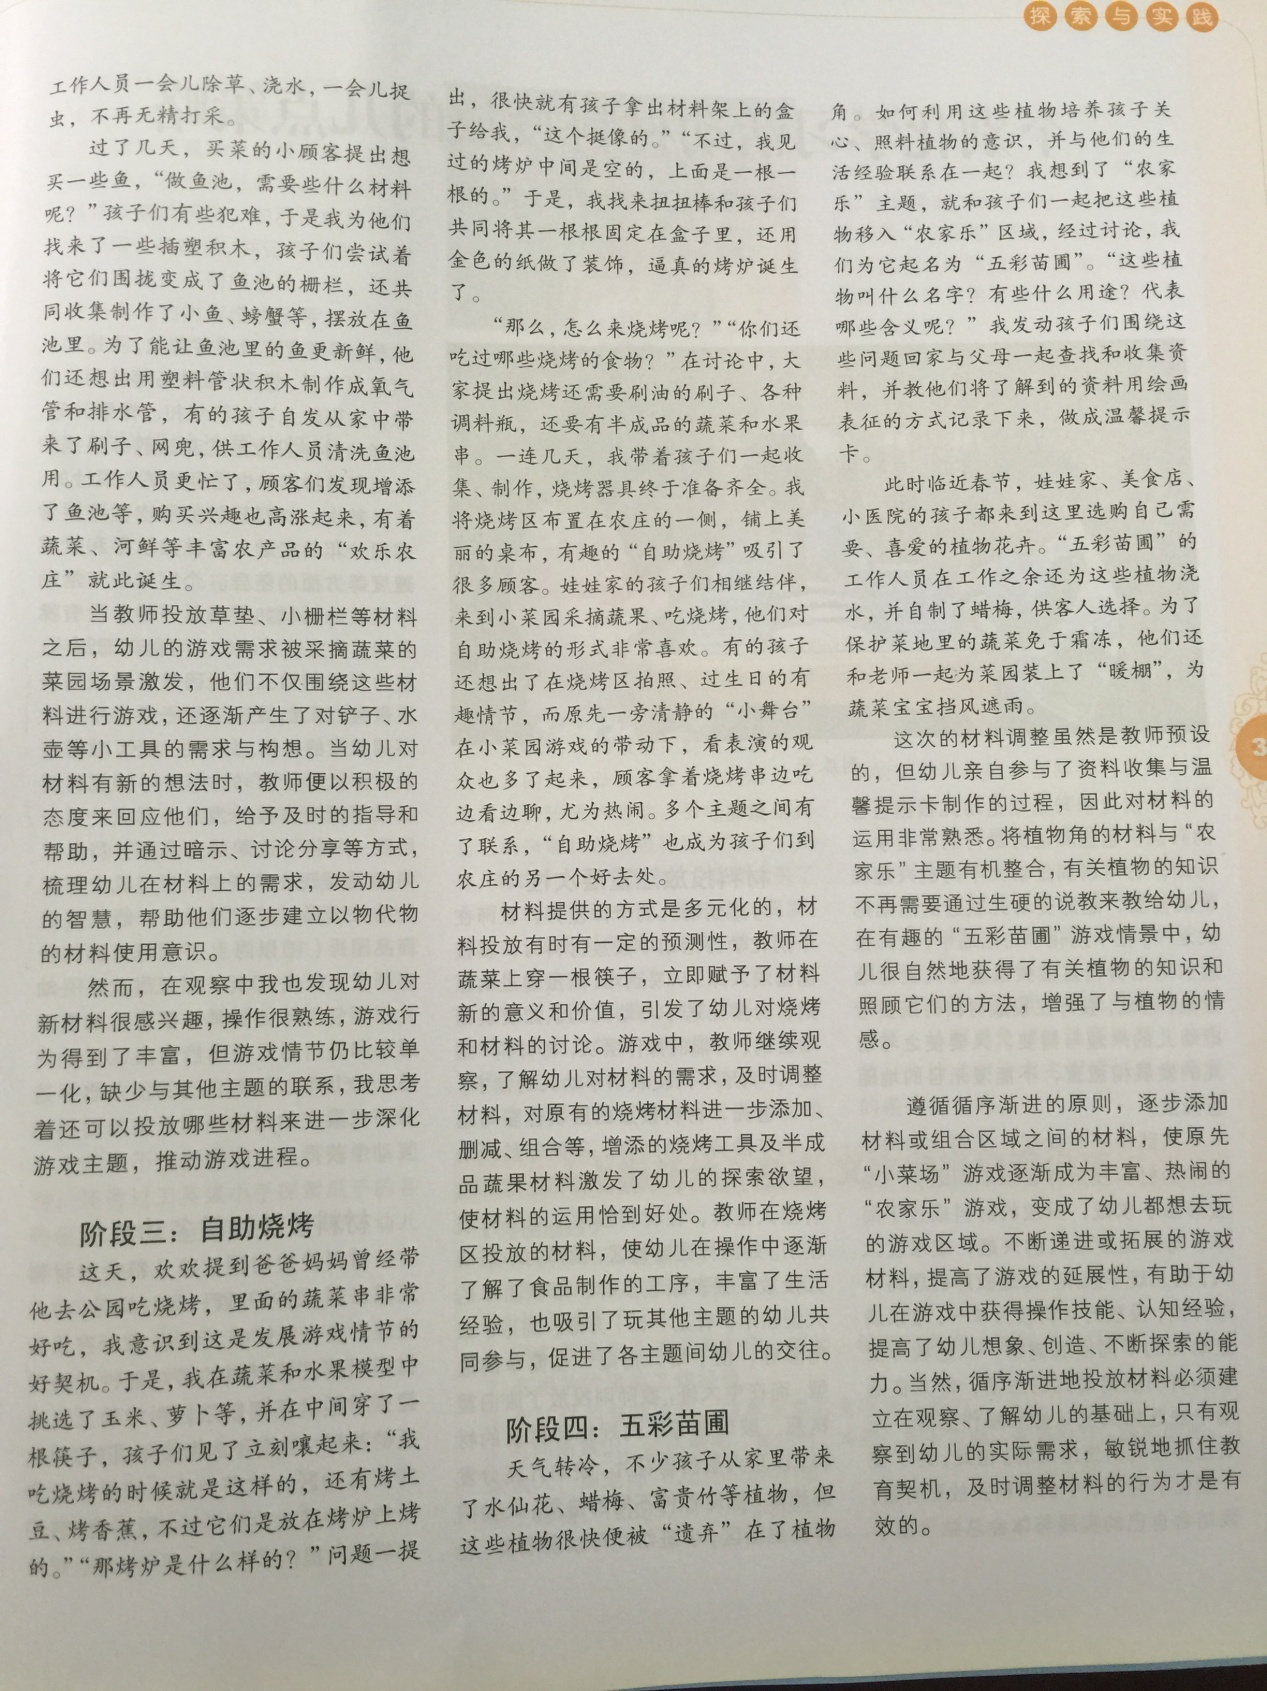 探索与实践
工作人员一会儿除草、浇水，一会儿捉
虫，不再无精打采。
过了几天，买菜的小顾客提出想
买一些鱼，“做鱼池，需要些什么材料
呢？”孩子们有些犯难，于是我为他们
找来了一些插塑积木，孩子们尝试着
将它们围拢变成了鱼池的栅栏，还共
同收集制作了小鱼、螃蟹等，摆放在鱼
池里。为了能让鱼池里的鱼更新鲜，他
们还想出用塑料管状积木制作成氧气
管和排水管，有的孩子自发从家中带
来了刷子、网兜，供工作人员清洗鱼池
用。工作人员更忙了，顾客们发现增添
了鱼池等，购买兴趣也高涨起来，有着
蔬菜、河鲜等丰富农产品的“欢乐农
庄”就此诞生。
当教师投放草垫、小栅栏等材料
之后，幼儿的游戏需求被采摘蔬菜的
菜园场景激发，他们不仅围绕这些材
料进行游戏，还逐渐产生了对铲子、水
壶等小工具的需求与构想。当幼儿对
材料有新的想法时，教师便以积极的
态度来回应他们，给予及时的指导和
帮助，并通过暗示、讨论分享等方式，
梳理幼儿在材料上的需求，发动幼儿
的智慧，帮助他们逐步建立以物代物
的材料使用意识。
然而，在观察中我也发现幼儿对
新材料很感兴趣，操作很熟练，游戏行
为得到了丰富，但游戏情节仍比较单
一化，缺少与其他主题的联系，我思考
着还可以投放哪些材料来进一步深化
游戏主题，推动游戏进程。
阶段三：自助烧烤
这天，欢欢提到爸爸妈妈曾经带
他去公园吃烧烤，里面的蔬菜串非常
好吃，我意识到这是发展游戏情节的
好契机。于是，我在蔬菜和水果模型中
挑选了玉米、萝卜等，并在中间穿了一
根筷子，孩子们见了立刻嚷起来：“我
吃烧烤的时候就是这样的，还有烤土
豆、烤香蕉，不过它们是放在烤炉上烤
的。”“那烤炉是什么样的？”问题一提
出，很快就有孩子拿出材料架上的盒
子给我，“这个挺像的。”“不过，我见
过的烤炉中间是空的，上面是一根一
根的。”于是，我找来扭扭棒和孩子们
共同将其一根根固定在盒子里，还用
金色的纸做了装饰，逼真的烤炉诞生
了。
“那么，怎么来烧烤呢？”“你们还
吃过哪些烧烤的食物？”在讨论中，大
家提出烧烤还需要刷油的刷子、各种
调料瓶，还要有半成品的蔬菜和水果
串。一连几天，我带着孩子们一起收
集、制作，烧烤器具终于准备齐全。我
将烧烤区布置在农庄的一侧，铺上美
丽的桌布，有趣的“自助烧烤”吸引了
很多顾客。娃娃家的孩子们相继结伴，
来到小菜园采摘蔬果、吃烧烤，他们对
自助烧烤的形式非常喜欢。有的孩子
还想出了在烧烤区拍照、过生日的有
趣情节，而原先一旁清静的“小舞台”
在小菜园游戏的带动下，看表演的观
众也多了起来，顾客拿着烧烤串边吃
边看边聊，尤为热闹。多个主题之间有
了联系，“自助烧烤”也成为孩子们到
农庄的另一个好去处。
材料提供的方式是多元化的，材
料投放有时有一定的预测性，教师在
蔬菜上穿一根筷子，立即赋予了材料
新的意义和价值，引发了幼儿对烧烤
和材料的讨论。游戏中，教师继续观
察，了解幼儿对材料的需求，及时调整
材料，对原有的烧烤材料进一步添加、
删减、组合等，增添的烧烤工具及半成
品蔬果材料激发了幼儿的探索欲望，
使材料的运用恰到好处。教师在烧烤
区投放的材料，使幼儿在操作中逐渐
了解了食品制作的工序，丰富了生活
经验，也吸引了玩其他主题的幼儿共
同参与，促进了各主题间幼儿的交往。
阶段四：五彩苗圃
天气转冷，不少孩子从家里带来
了水仙花、蜡梅、富贵竹等植物，但
这些植物很快便被“遗弃”在了植物
角。如何利用这些植物培养孩子关
心、照料植物的意识，并与他们的生
活经验联系在一起？我想到了“农家
乐”主题，就和孩子们一起把这些植
物移入“农家乐”区域，经过讨论，我
们为它起名为“五彩苗圃”。“这些植
物叫什么名字？有些什么用途？代表
哪些含义呢？”我发动孩子们围绕这
些问题回家与父母一起查找和收集资
料，并教他们将了解到的资料用绘画
表征的方式记录下来，做成温馨提示
卡。
此时临近春节，娃娃家、美食店、
小医院的孩子都来到这里选购自己需
要、喜爱的植物花卉。“五彩苗圃”的
工作人员在工作之余还为这些植物浇
水，并自制了蜡梅，供客人选择。为了
保护菜地里的蔬菜免于霜冻，他们还
和老师一起为菜园装上了“暖棚”，为
蔬菜宝宝挡风遮雨。
这次的材料调整虽然是教师预设
的，但幼儿亲自参与了资料收集与温
馨提示卡制作的过程，因此对材料的
运用非常熟悉。将植物角的材料与“农
家乐”主题有机整合，有关植物的知识
不再需要通过生硬的说教来教给幼儿，
在有趣的“五彩苗圃”游戏情景中，幼
儿很自然地获得了有关植物的知识和
照顾它们的方法，增强了与植物的情
感。
遵循循序渐进的原则，逐步添加
材料或组合区域之间的材料，使原先
“小菜场”游戏逐渐成为丰富、热闹的
“农家乐”游戏，变成了幼儿都想去玩
的游戏区域。不断递进或拓展的游戏
材料，提高了游戏的延展性，有助于幼
儿在游戏中获得操作技能、认知经验，
提高了幼儿想象、创造、不断探索的能
力。当然，循序渐进地投放材料必须建
立在观察、了解幼儿的基础上，只有观
察到幼儿的实际需求，敏锐地抓住教
育契机，及时调整材料的行为才是有
效的。